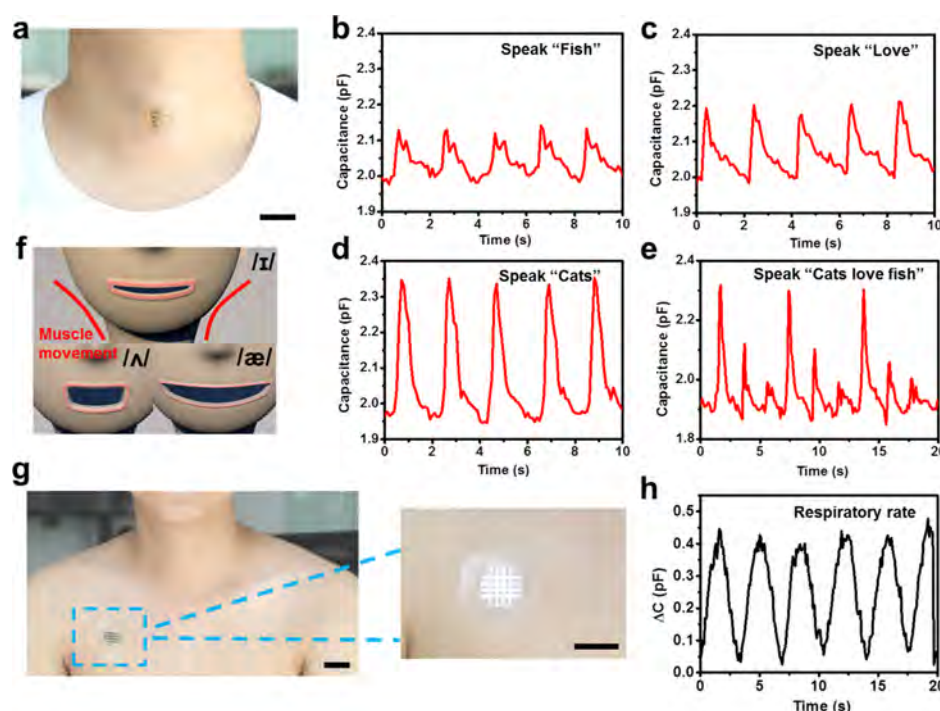 a
b
Speak "Fish"
Capacitance (pF)
2.3
2.2
2.1
2.0
1.9
0 2 4 6 8 10
Time (s)
c
Speak "Love"
Capacitance (pF)
2.3
2.2
2.1
2.0
1.9
0 2 4 6 8 10
Time (s)
f
/ɪ/
Muscle
movement
/ʌ/
/æ/
d
Speak "Cats"
Capacitance (pF)
2.4
2.3
2.2
2.1
2.0
1.9
0 2 4 6 8 10
Time (s)
e
Speak "Cats love fish"
Capacitance (pF)
2.4
2.2
2.0
1.8
0 5 10 15 20
Time (s)
g
h
Respiratory rate
ΔC (pF)
0.5
0.4
0.3
0.2
0.1
0.0
0 5 10 15 20
Time (s)